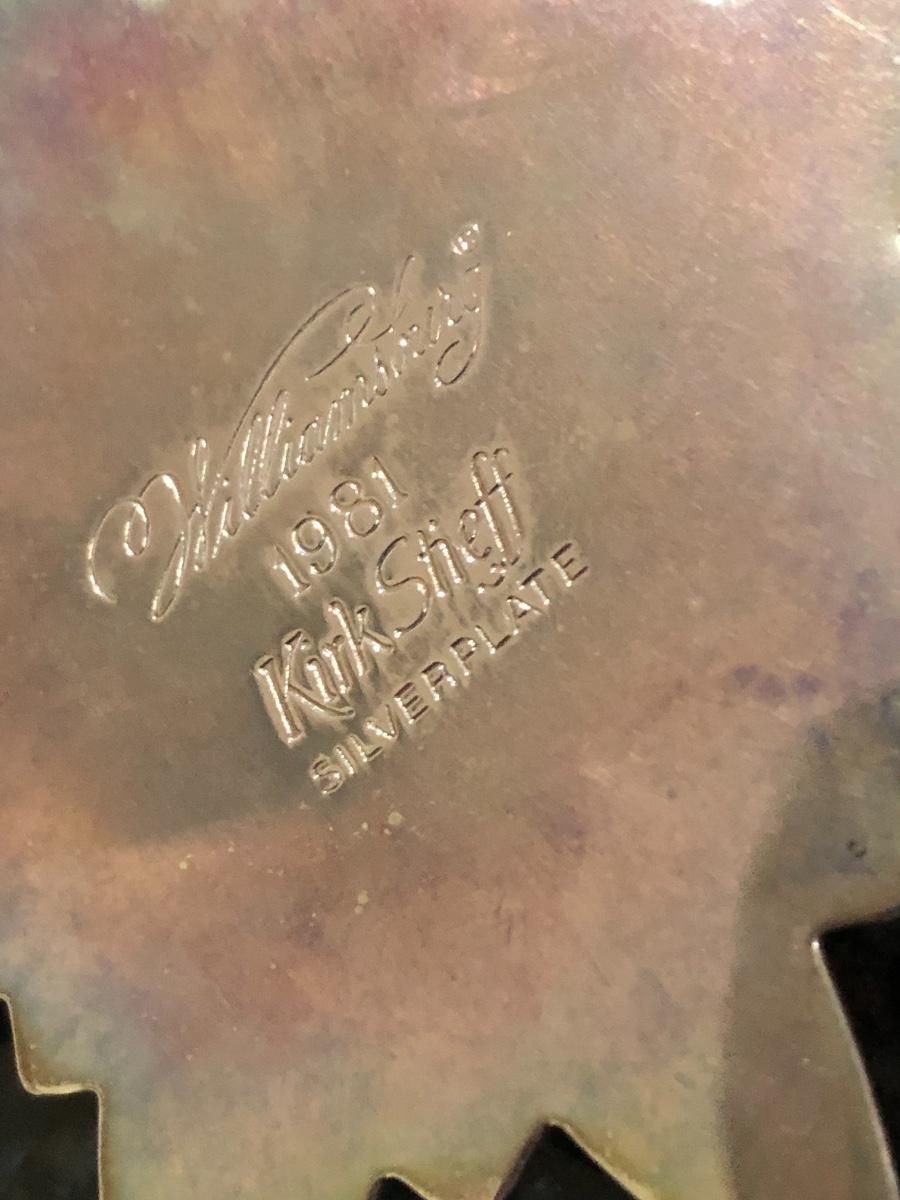 Williamsburg®
1981
Kirk Stieff
SILVERPLATE